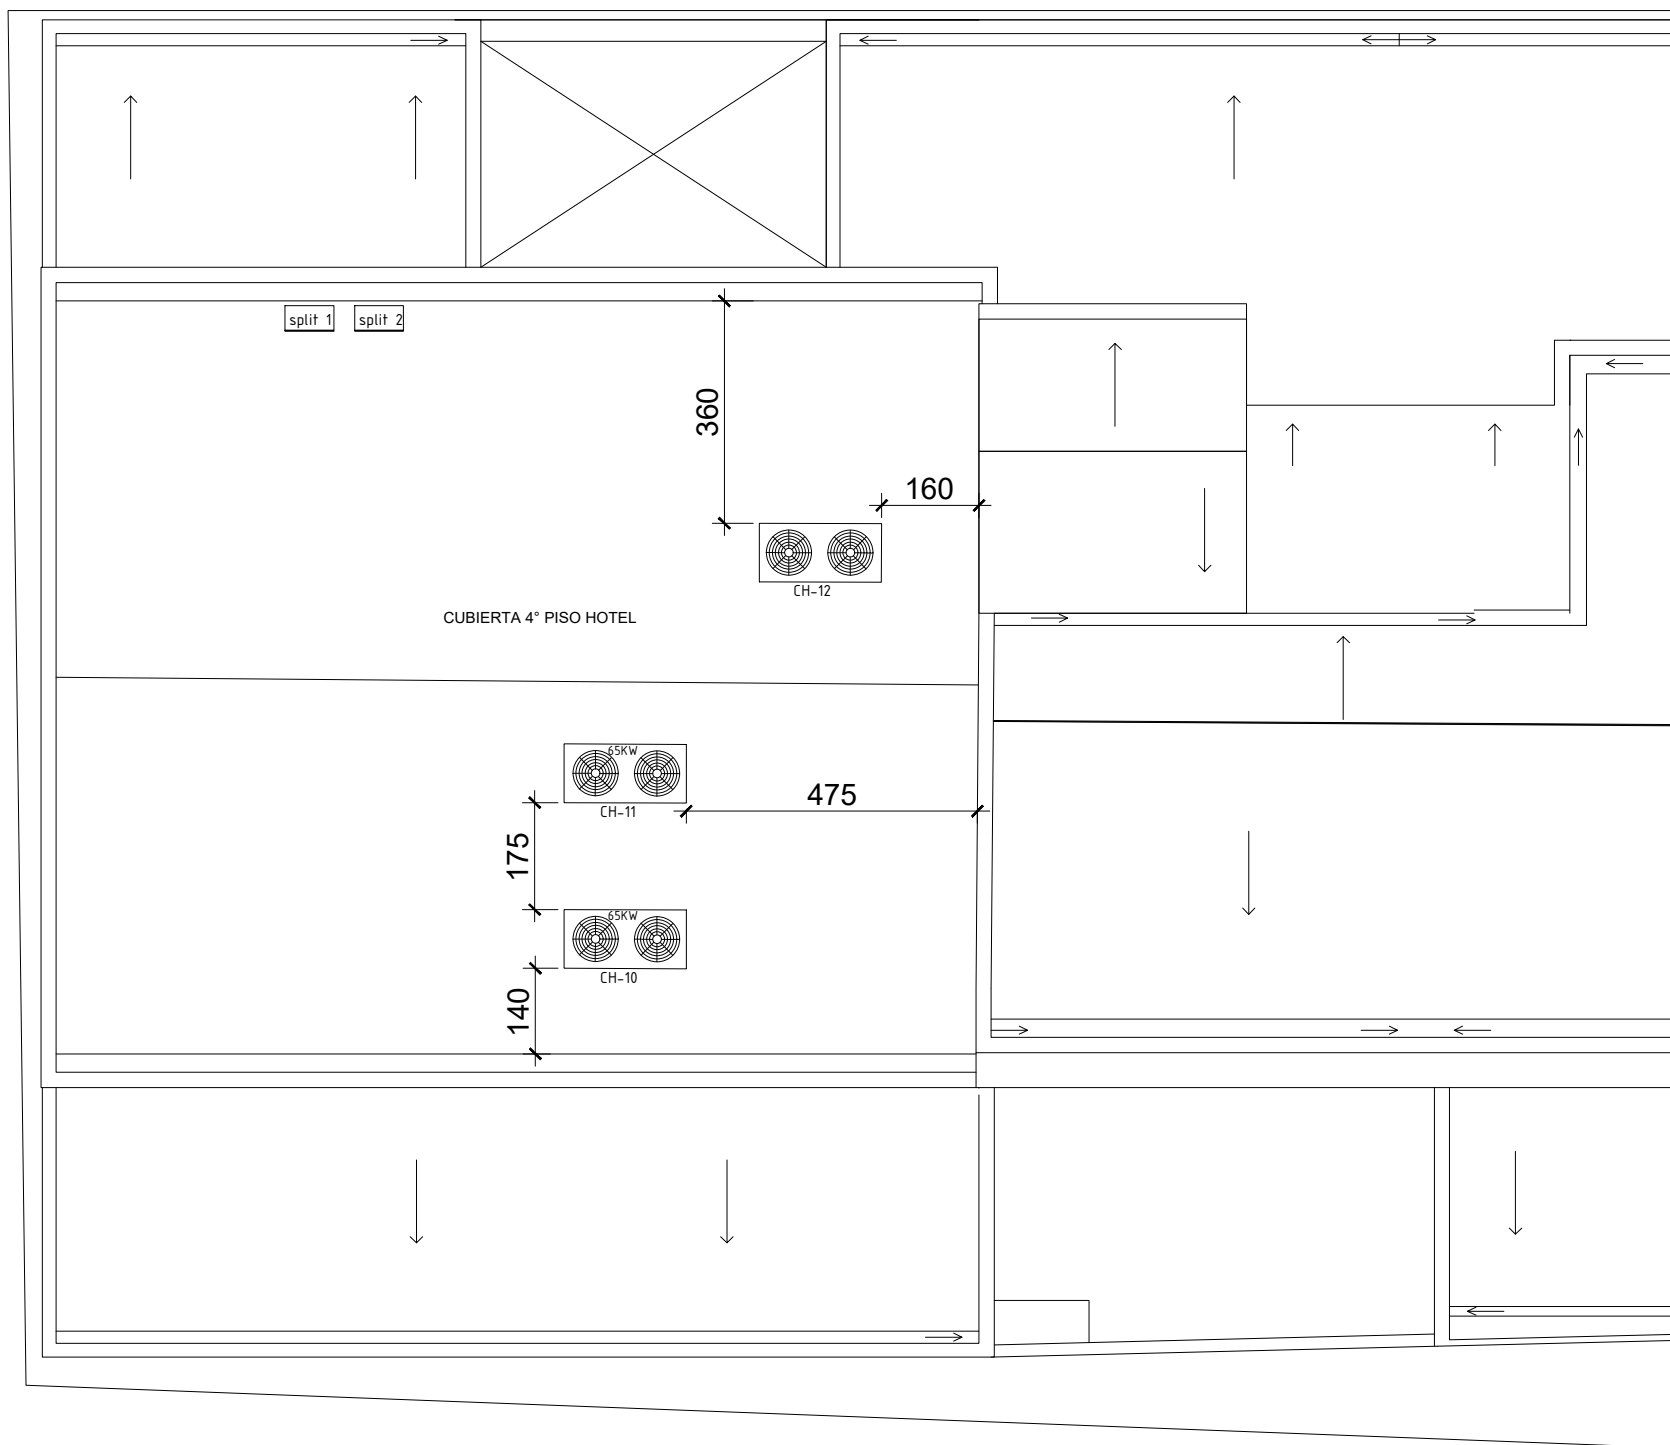 split 1
split 2
360
160
CH-12
CUBIERTA 4° PISO HOTEL
65KW
CH-11
475
175
65KW
CH-10
140